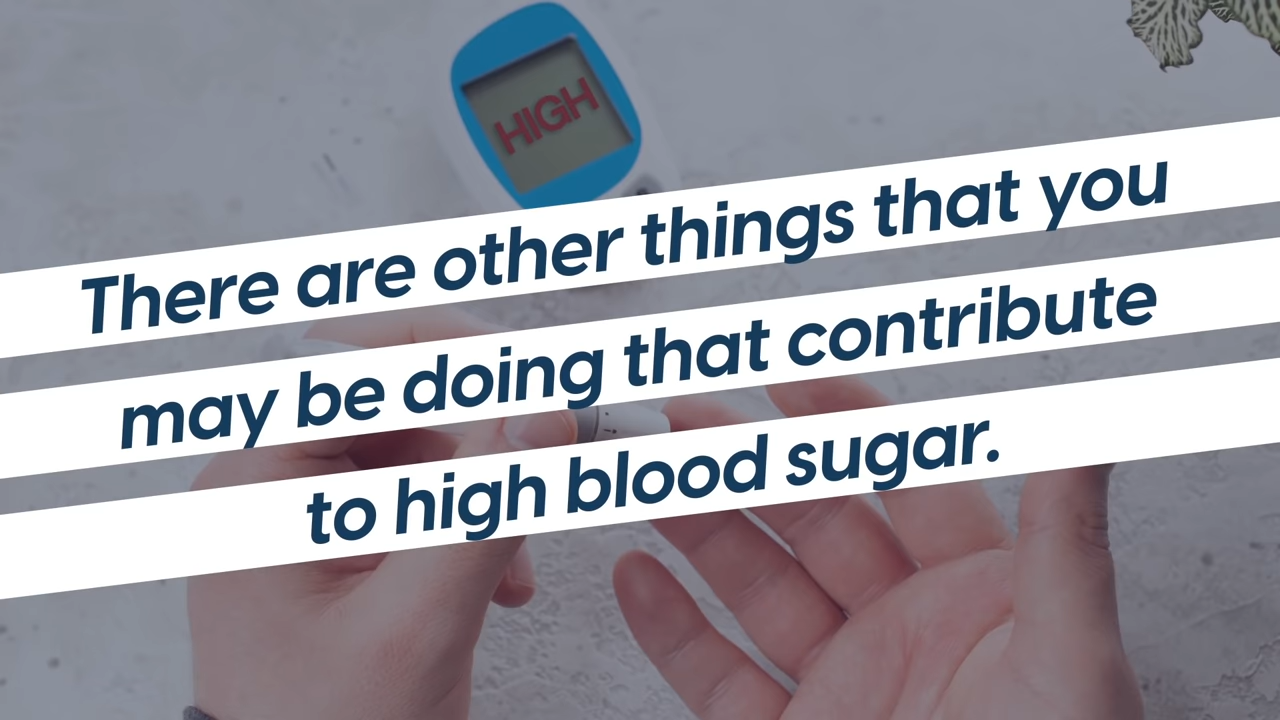 HIGH
There are other things that you
may be doing that contribute
to high blood sugar.